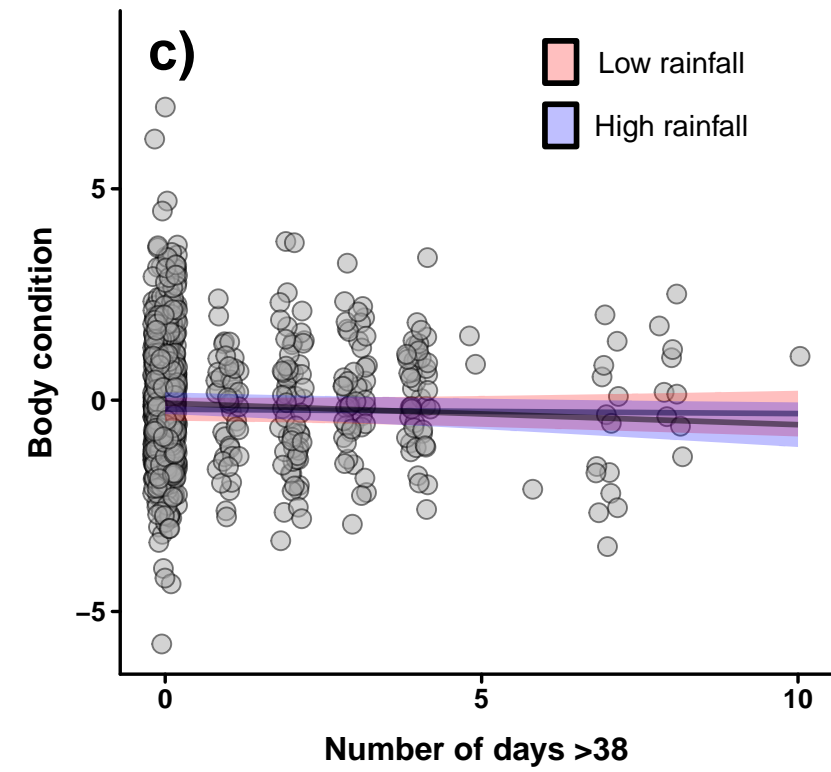 c)
Low rainfall
High rainfall
5
0
−5
Body condition
0 5 10
Number of days >38